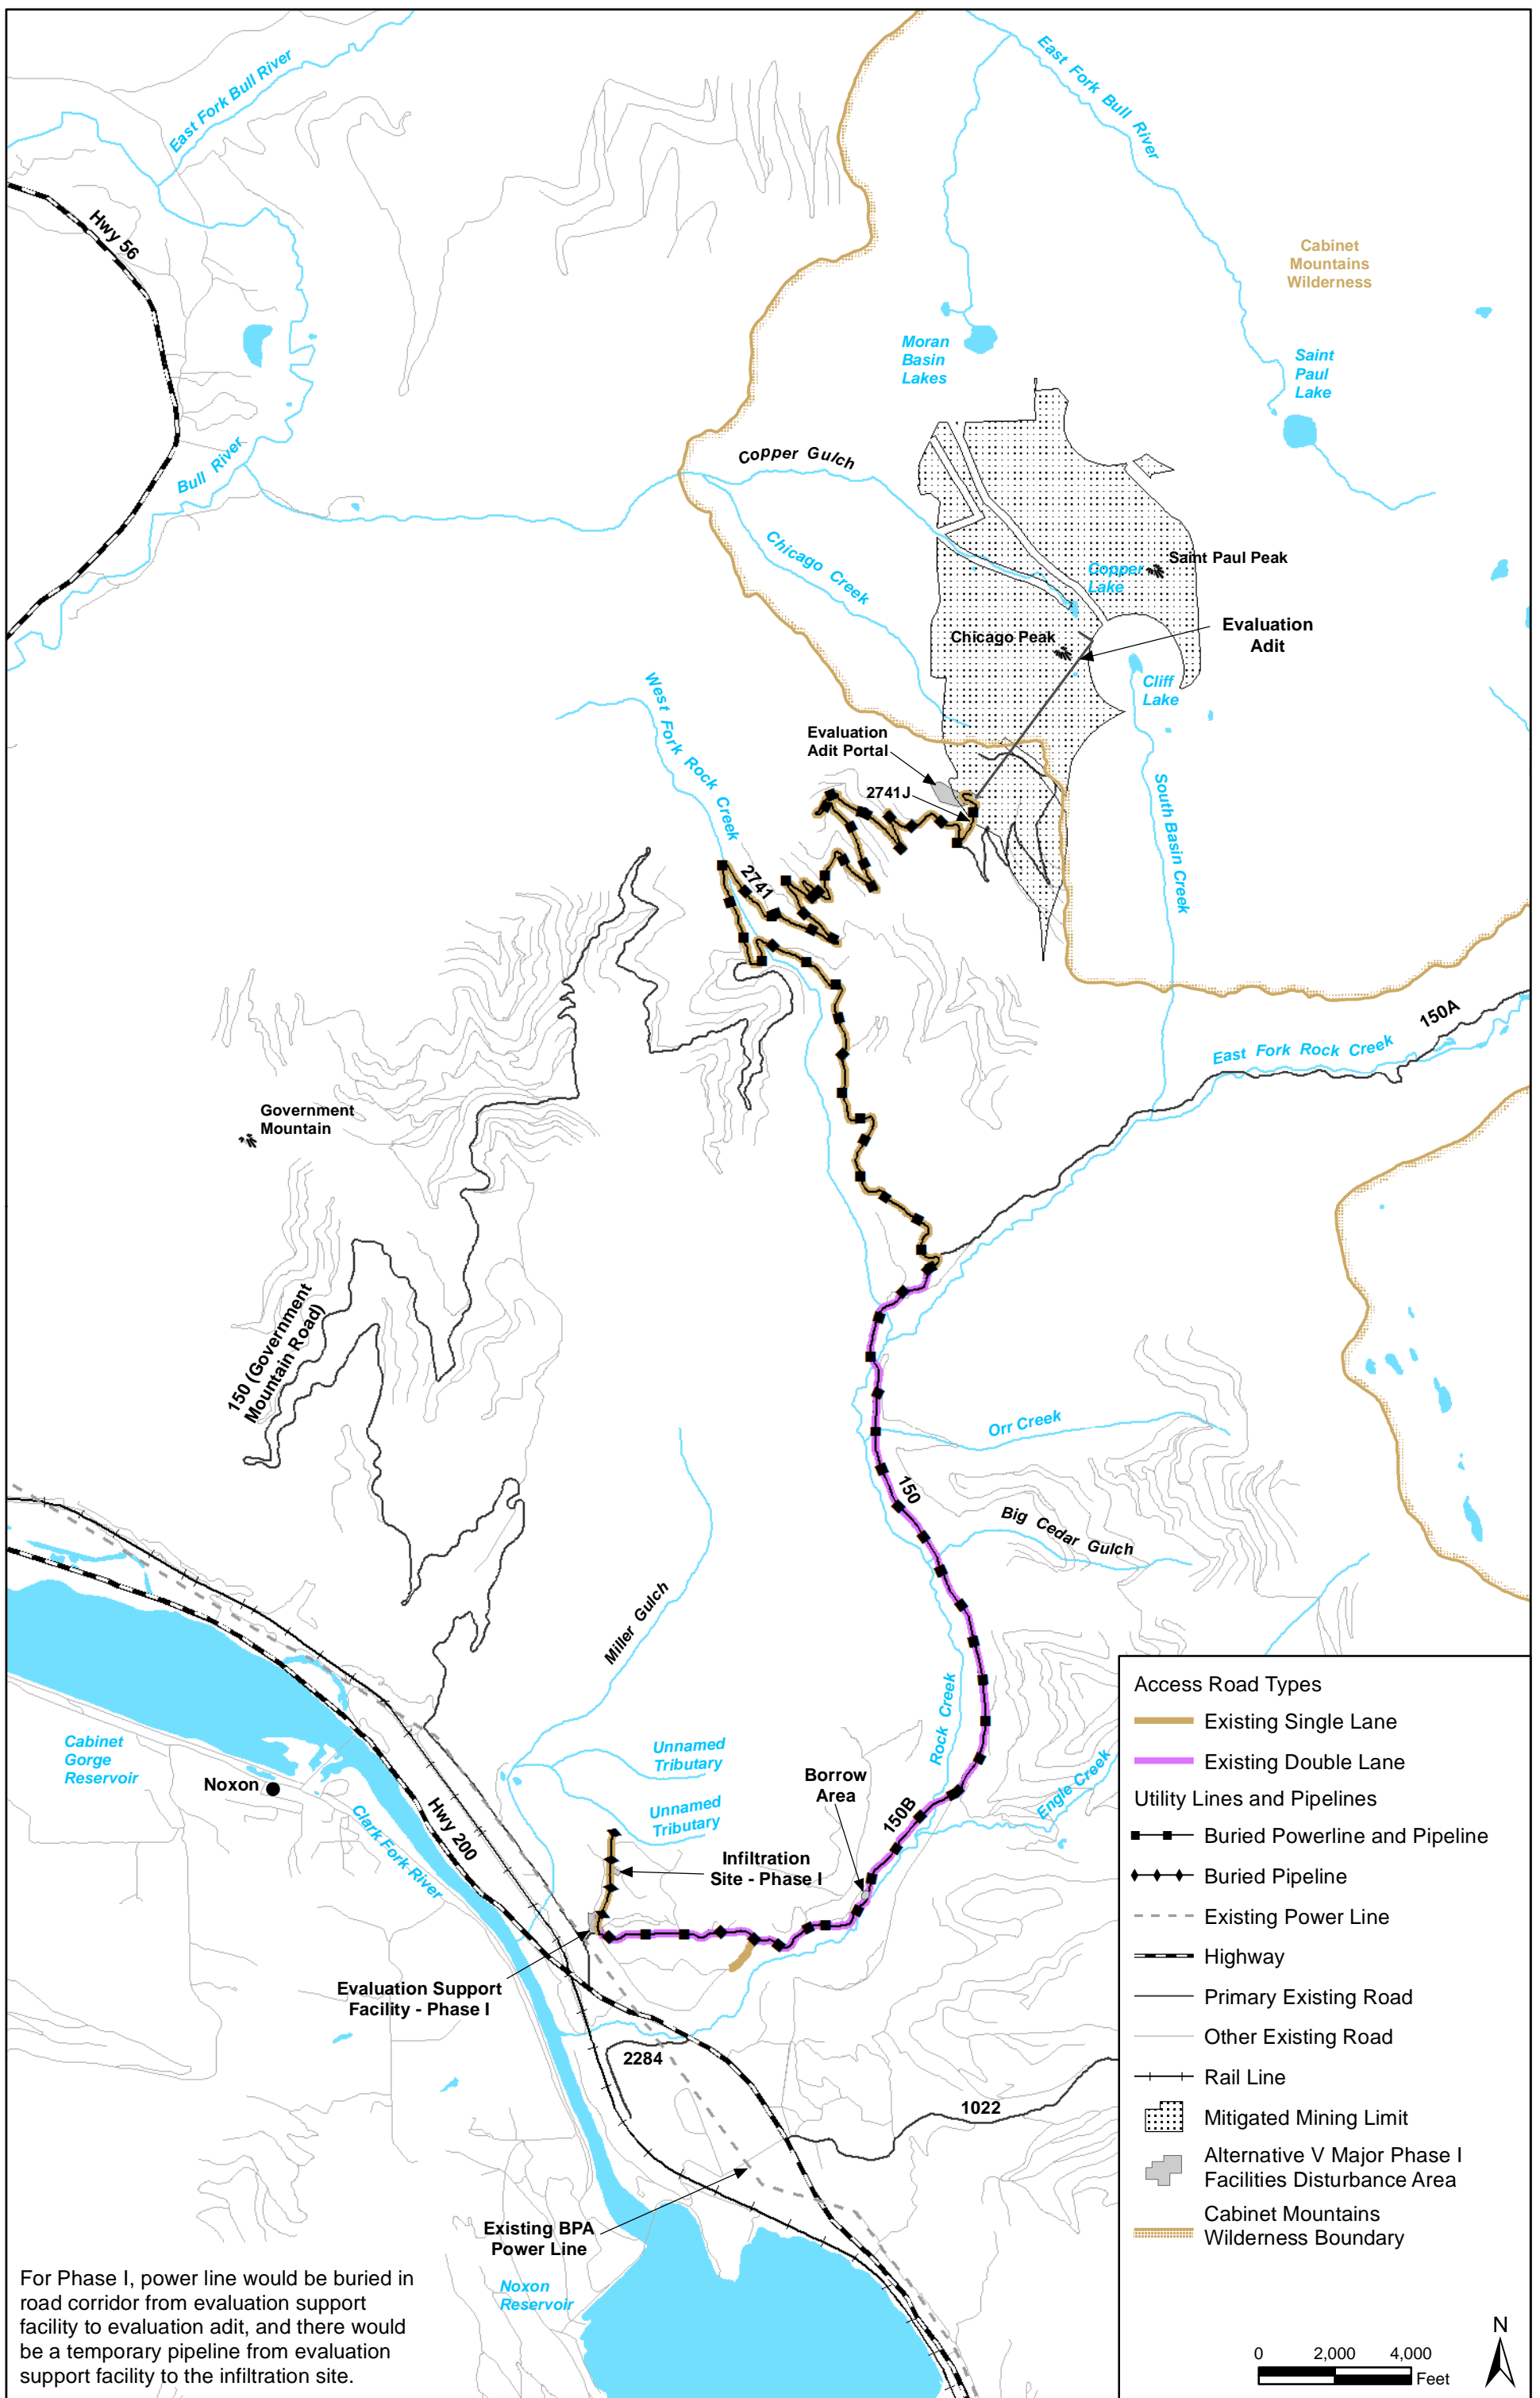 East Fork Bull River
East Fork Bull River
Hwy 56
Cabinet
Mountains
Wilderness
Moran
Basin
Lakes
Saint
Paul
Lake
Bull River
Copper Gulch
Chicago Creek
Copper
Lake
Saint Paul Peak
Chicago Peak
Evaluation
Adit
Cliff
Lake
West Fork Rock Creek
Evaluation
Adit Portal
2741J
2741
South Basin Creek
150A
East Fork Rock Creek
Government
Mountain
150 (Government
Mountain Road)
Orr Creek
150
Big Cedar Gulch
Miller Gulch
Rock Creek
Cabinet
Gorge
Reservoir
Noxon
Unnamed
Tributary
Borrow
Area
Engle Creek
Clark Fork River
Hwy 200
Unnamed
Tributary
150B
Infiltration
Site - Phase I
Evaluation Support
Facility - Phase I
2284
1022
Existing BPA
Power Line
Noxon
Reservoir
For Phase I, power line would be buried in
road corridor from evaluation support
facility to evaluation adit, and there would
be a temporary pipeline from evaluation
support facility to the infiltration site.
Access Road Types
Existing Single Lane
Existing Double Lane
Utility Lines and Pipelines
Buried Powerline and Pipeline
Buried Pipeline
Existing Power Line
Highway
Primary Existing Road
Other Existing Road
Rail Line
Mitigated Mining Limit
Alternative V Major Phase I
Facilities Disturbance Area
Cabinet Mountains
Wilderness Boundary
N
0 2,000 4,000
Feet